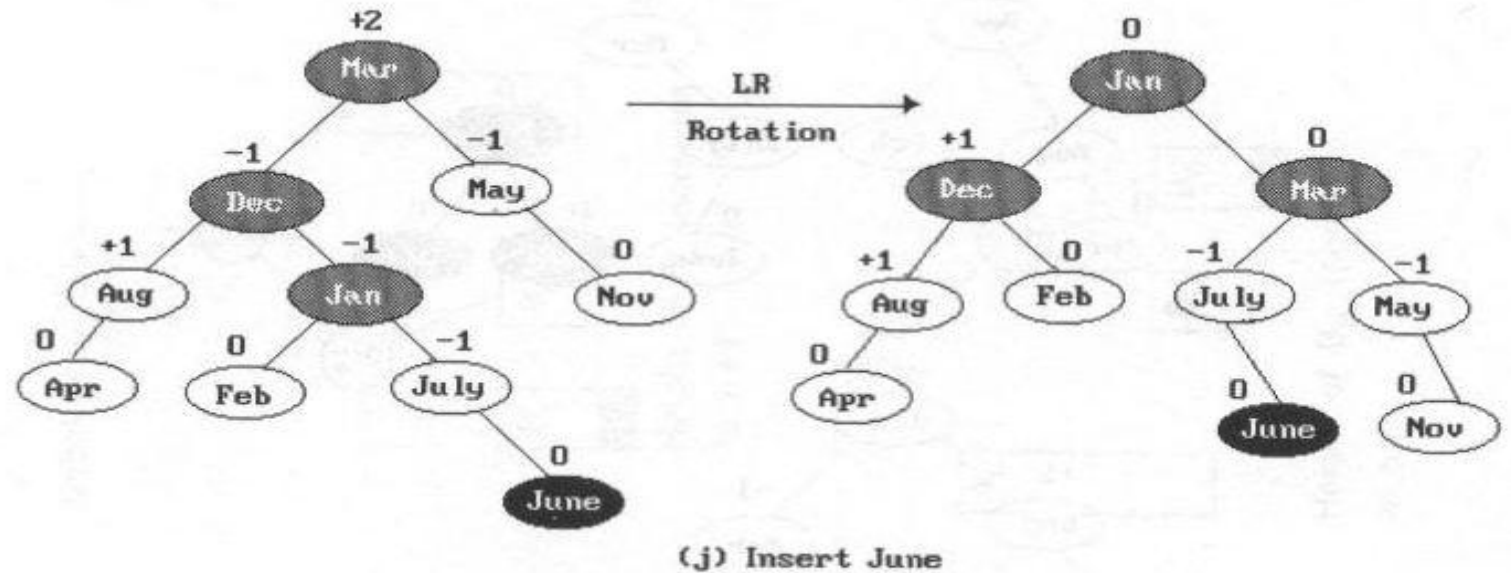 +2
Mar
-1
Dec
-1
May
+1
Aug
-1
Jan
0
Nov
0
Apr
0
Feb
-1
July
0
June
LR
Rotation
0
Jan
+1
Dec
0
Mar
+1
Aug
0
Feb
-1
July
-1
May
0
Apr
0
June
0
Nov
(j) Insert June